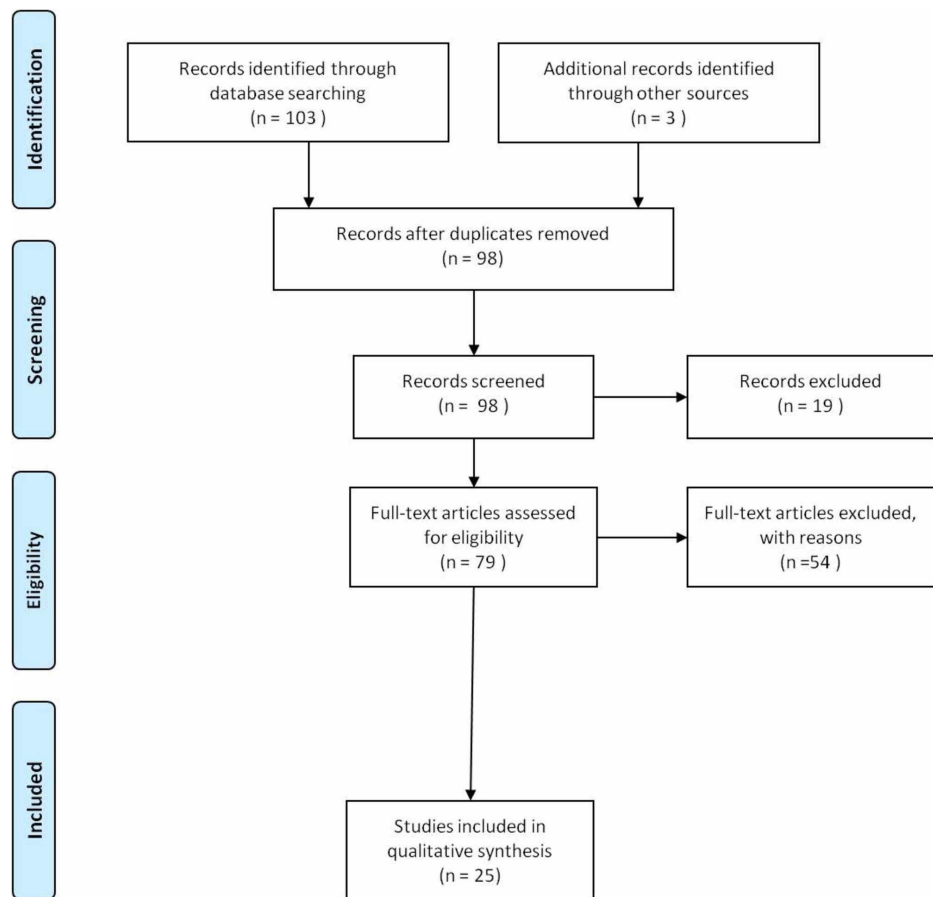 Identification
Records identified through
database searching
(n = 103 )
Additional records identified
through other sources
(n = 3 )
Records after duplicates removed
(n = 98)
Screening
Records screened
(n = 98 )
Records excluded
(n = 19 )
Eligibility
Full-text articles assessed
for eligibility
(n = 79 )
Full-text articles excluded,
with reasons
(n =54 )
Included
Studies included in
qualitative synthesis
(n = 25)